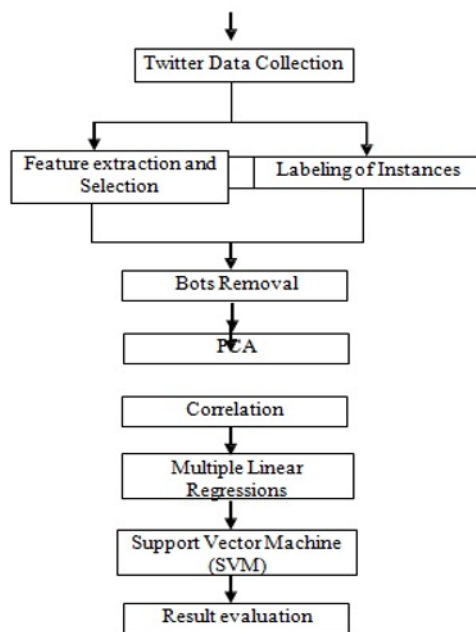 Twitter Data Collection
Feature extraction and
Selection
Labeling of Instances
Bots Removal
PCA
Correlation
Multiple Linear
Regressions
Support Vector Machine
(SVM)
Result evaluation